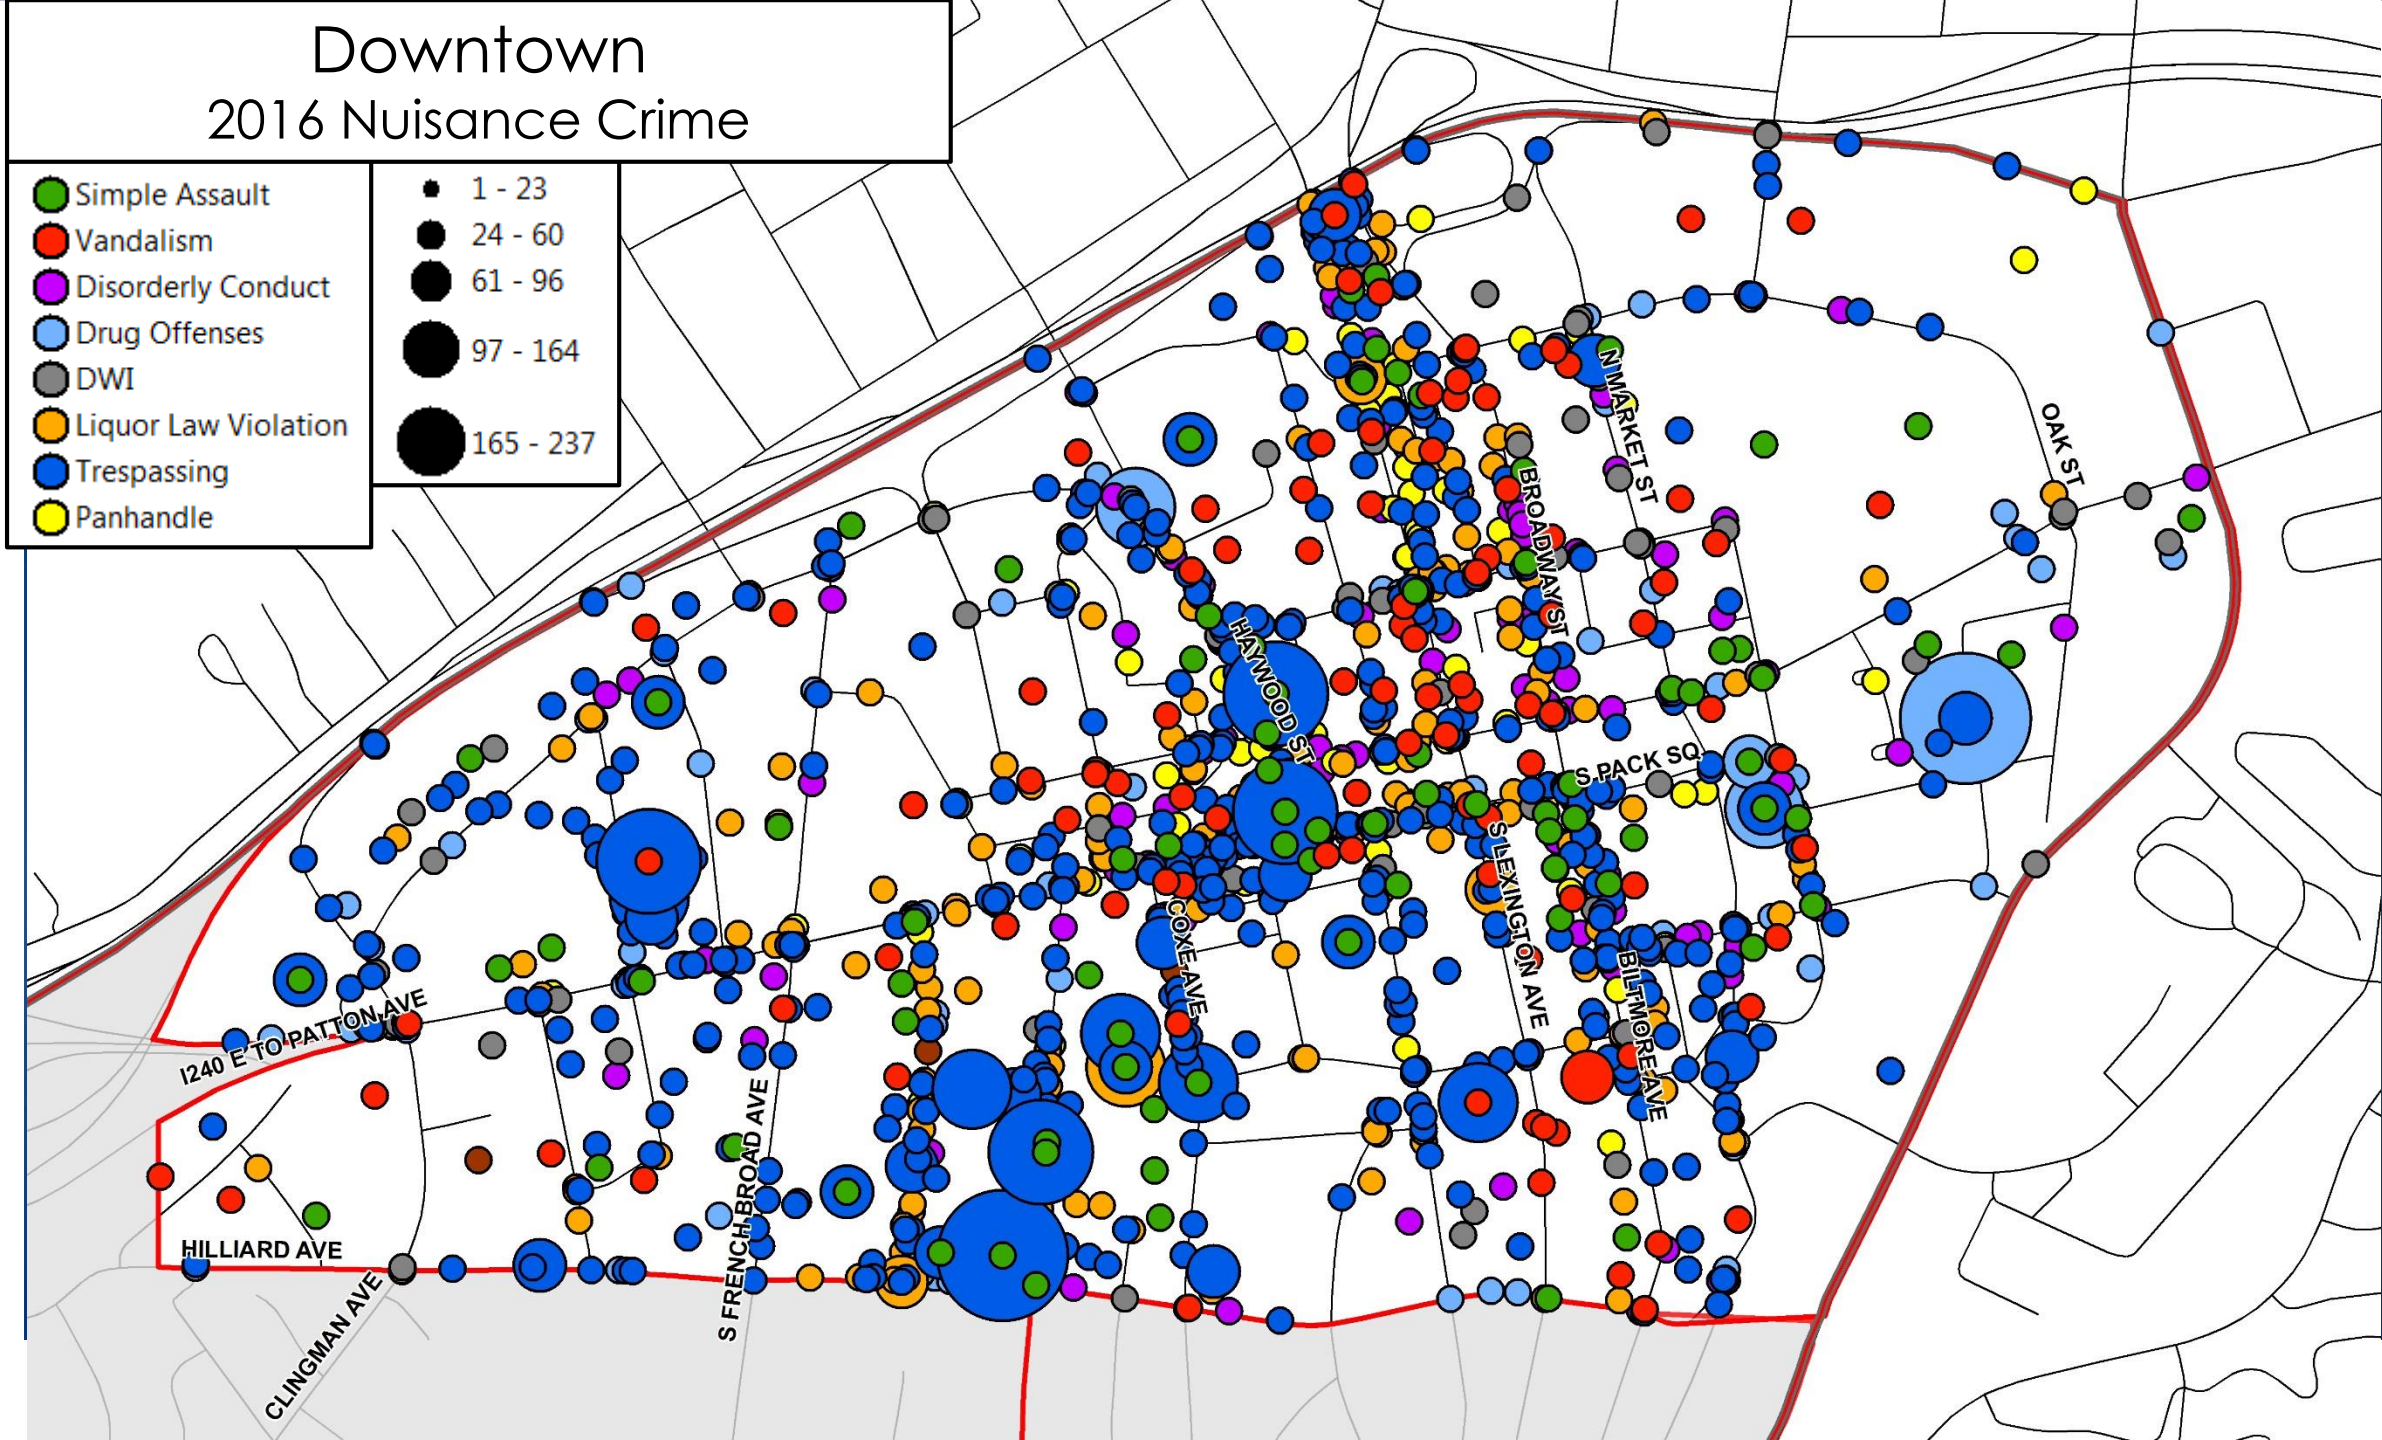 Downtown
2016 Nuisance Crime
Simple Assault
Vandalism
Disorderly Conduct
Drug Offenses
DWI
Liquor Law Violation
Trespassing
Panhandle
1 - 23
24 - 60
61 - 96
97 - 164
165 - 237
N MARKET ST
OAK ST
BROADWAY ST
HAYWOOD ST
S PACK SQ
S LEXINGTON AVE
COXE AVE
BILTMORE AVE
I240 E TO PATTON AVE
S FRENCH BROAD AVE
HILLIARD AVE
CLINGMAN AVE